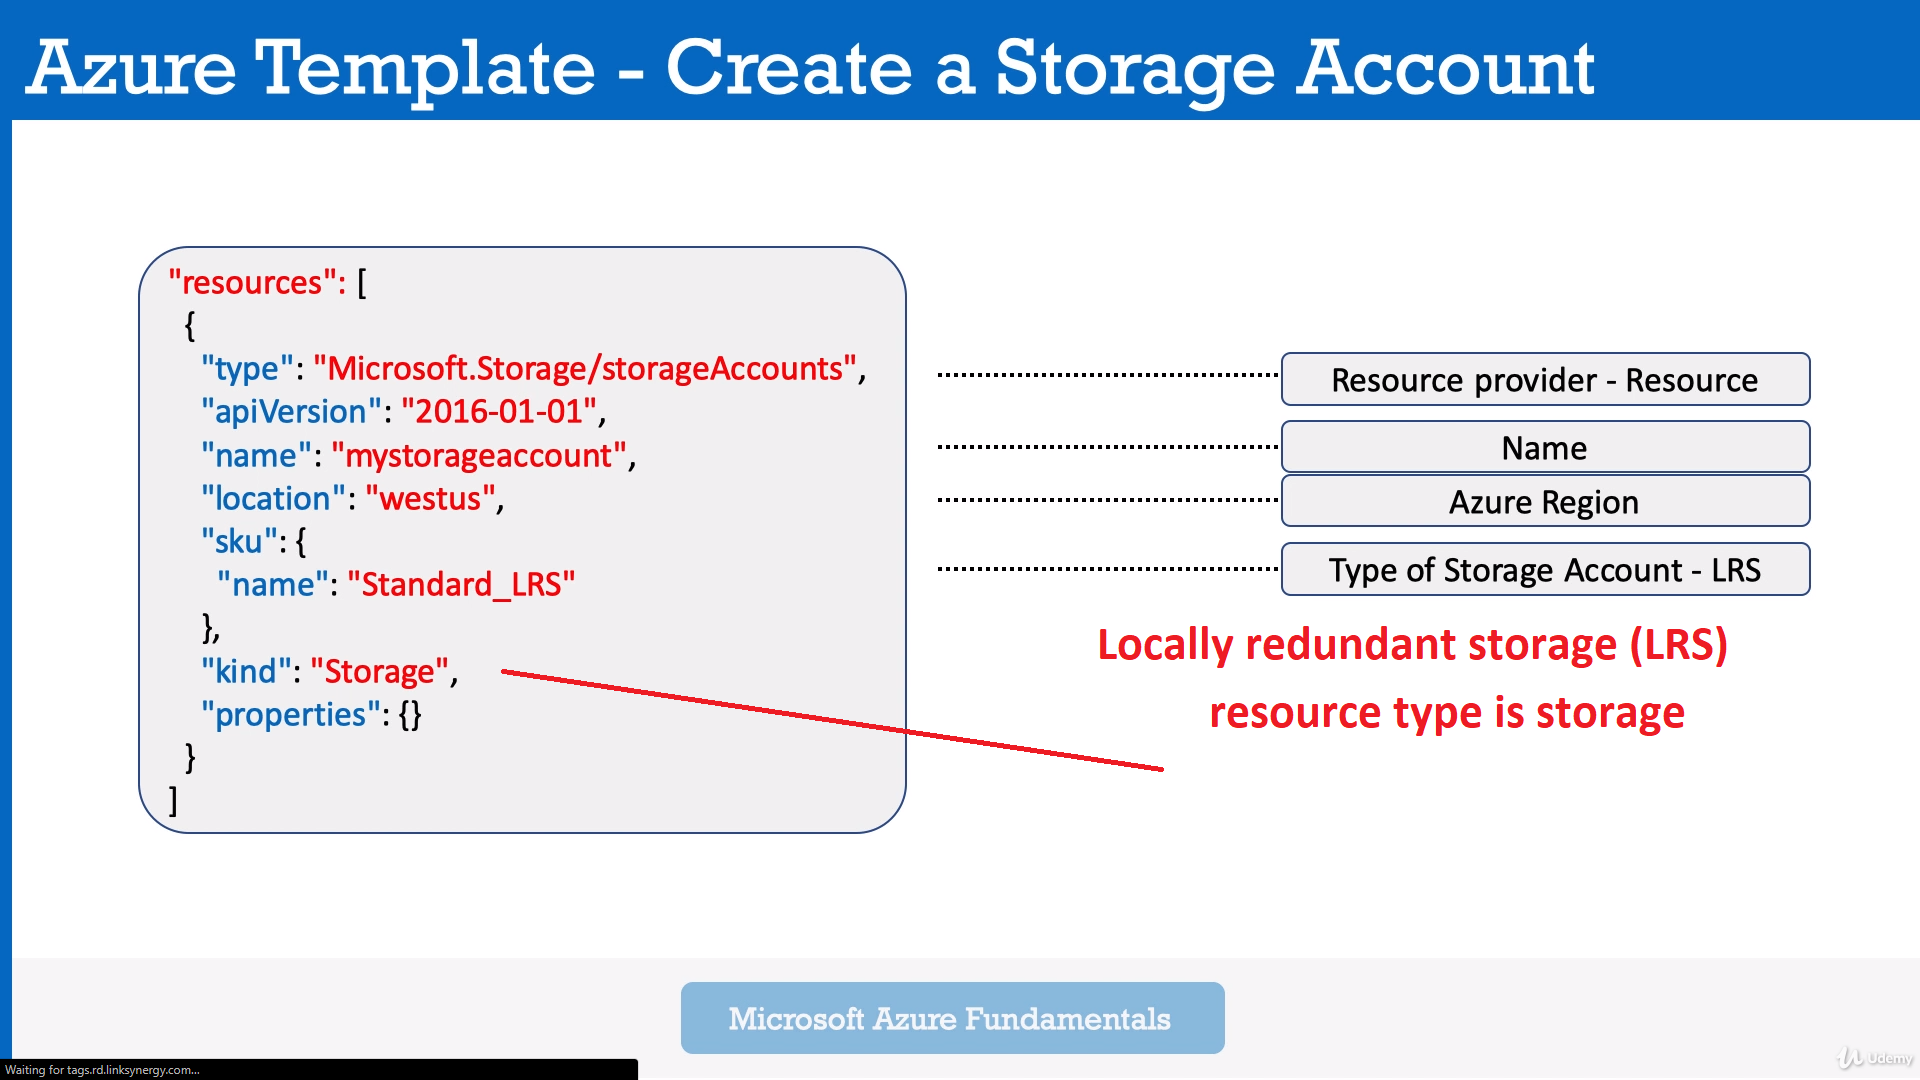 Azure Template - Create a Storage Account
"resources": [
{
"type": "Microsoft.Storage/storageAccounts",
"apiVersion": "2016-01-01",
"name": "mystorageaccount",
"location": "westus",
"sku": {
"name": "Standard_LRS"
},
"kind": "Storage",
"properties": {}
}
]
Resource provider - Resource
Name
Azure Region
Type of Storage Account - LRS
Locally redundant storage (LRS)
resource type is storage
Microsoft Azure Fundamentals
Waiting for tags.rd.linksynergy.com...
Udemy